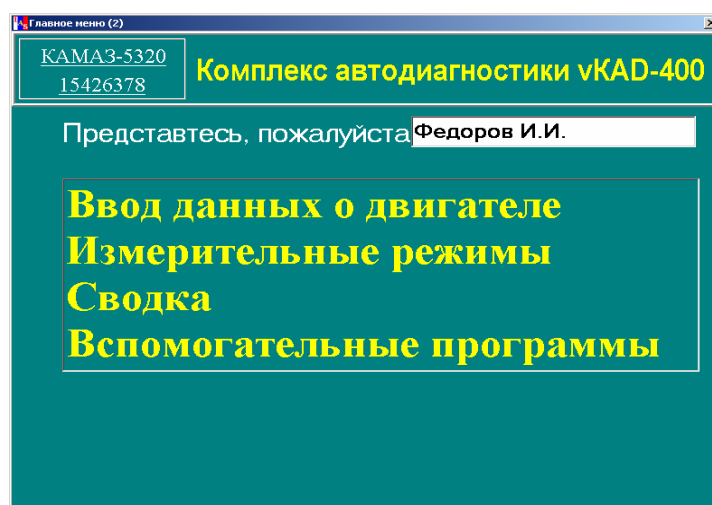 Главное меню (2)
КАМАЗ-5320
15426378
Комплекс автодиагностики vКАD-400
Представтесь, пожалуйста
Федоров И.И.
Ввод данных о двигателе
Измерительные режимы
Сводка
Вспомогательные программы